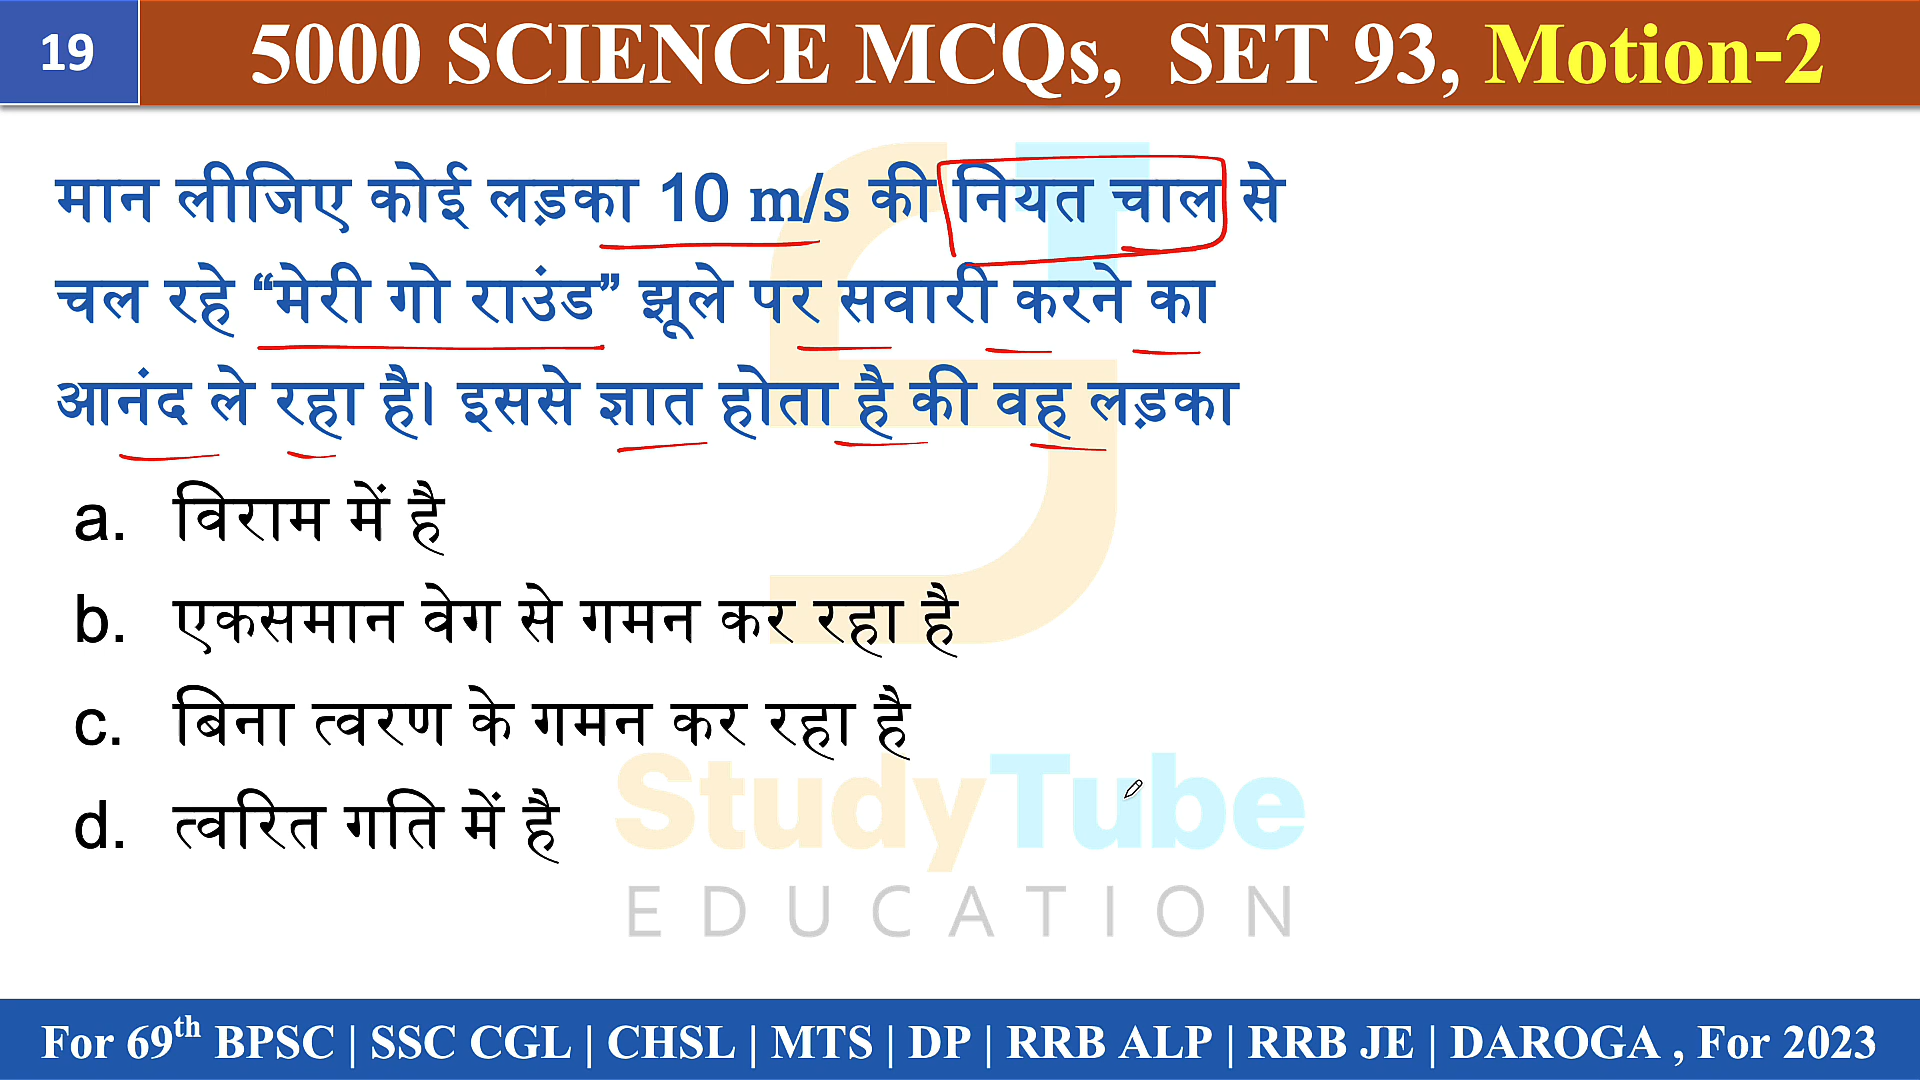 19
5000 SCIENCE MCQs, SET 93, Motion-2
मान लीजिए कोई लड़का 10 m/s की नियत चाल से
चल रहे “मेरी गो राउंड” झूले पर सवारी करने का
आनंद ले रहा है। इससे ज्ञात होता है की वह लड़का
a. विराम में है
b. एकसमान वेग से गमन कर रहा है
c. बिना त्वरण के गमन कर रहा है
d. त्वरित गति में है
StudyTube
EDUCATION
For 69th BPSC | SSC CGL | CHSL | MTS | DP | RRB ALP | RRB JE | DAROGA , For 2023